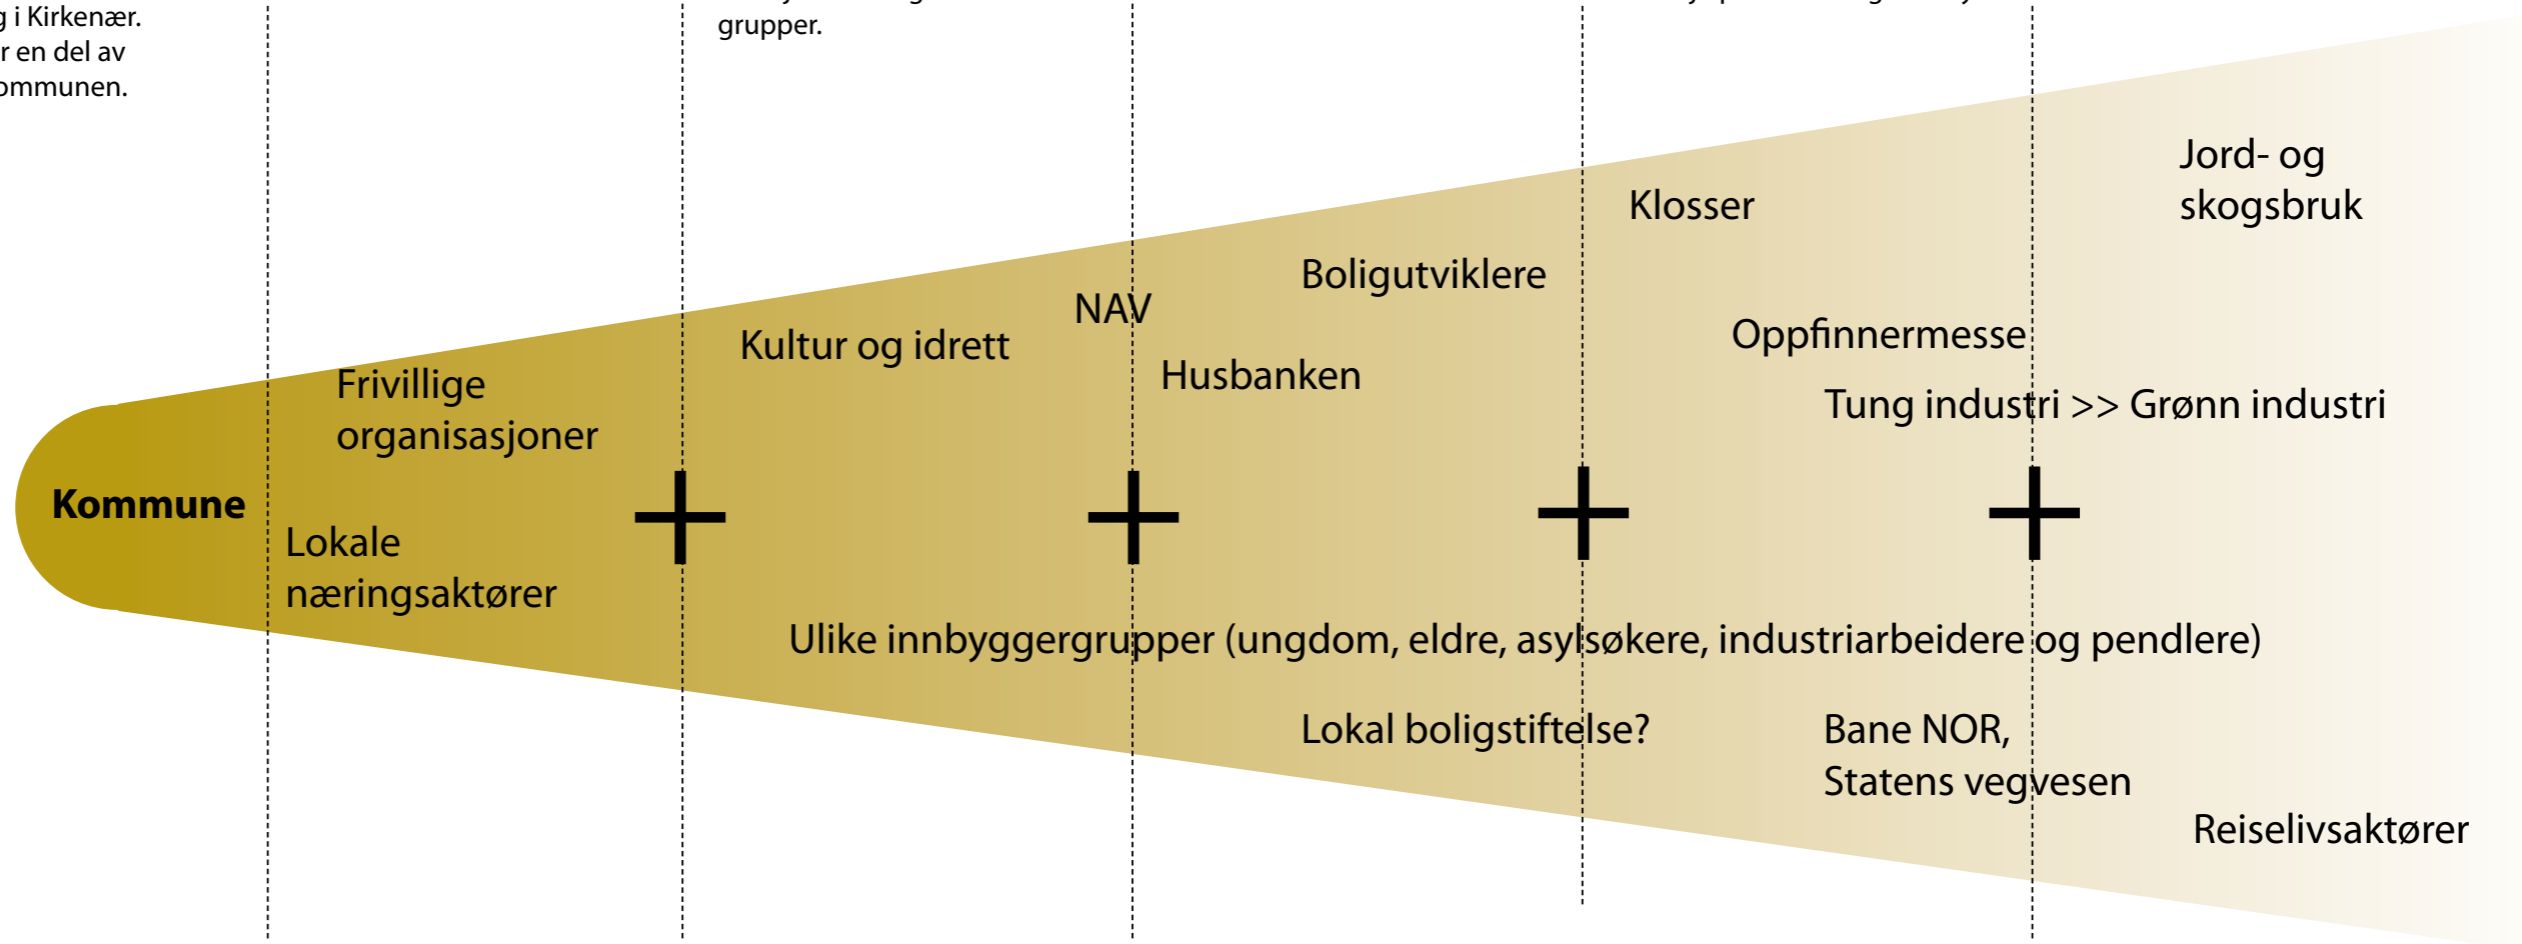 i Kirkenær.
r en del av
ommunen.
grupper.
Jord- og
skogsbruk
Klosser
Boligutviklere
NAV
Oppfinnermesse
Kultur og idrett
Husbanken
Frivillige
organisasjoner
Tung industri >> Grønn industri
Kommune
Lokale
næringsaktører
Ulike innbyggergrupper (ungdom, eldre, asylsøkere, industriarbeidere og pendlere)
Lokal boligstiftelse?
Bane NOR,
Statens vegvesen
Reiselivsaktører